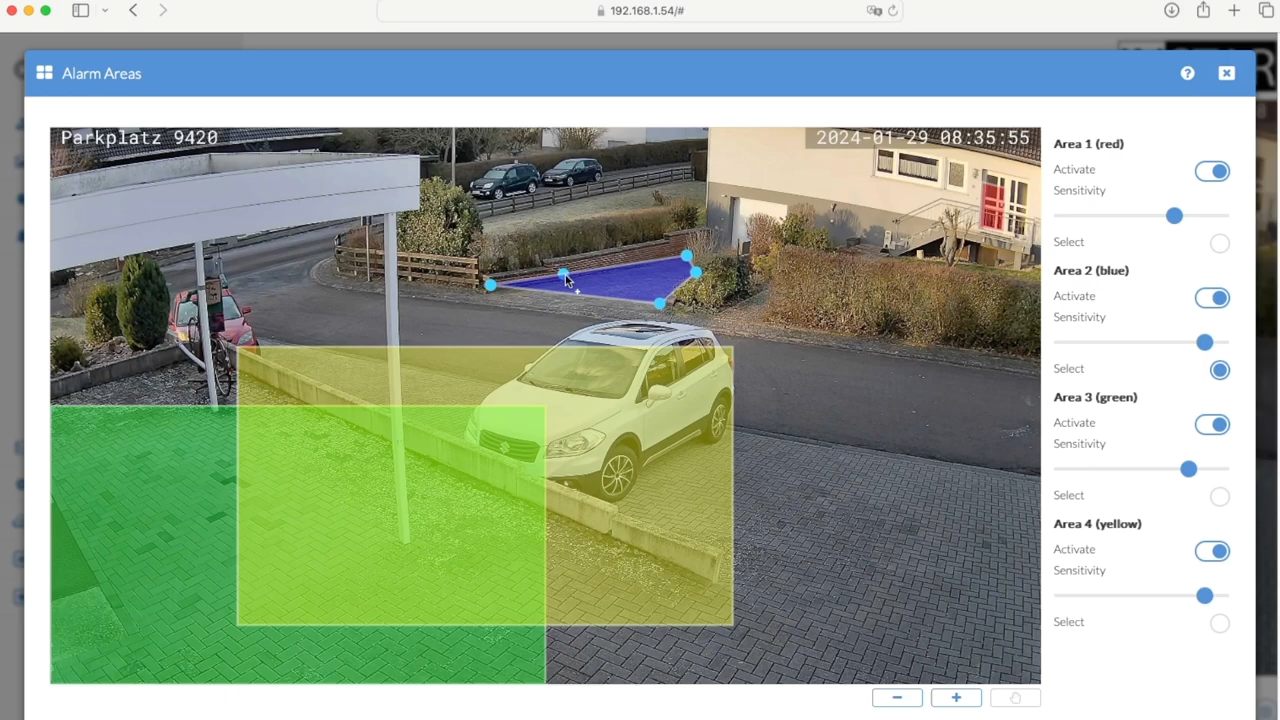 192.168.1.54/#
Alarm Areas
Parkplatz 9420
2024-01-29 08:35:55
Area 1 (red)
Activate
Sensitivity
Select
Area 2 (blue)
Activate
Sensitivity
Select
Area 3 (green)
Activate
Sensitivity
Select
Area 4 (yellow)
Activate
Sensitivity
Select